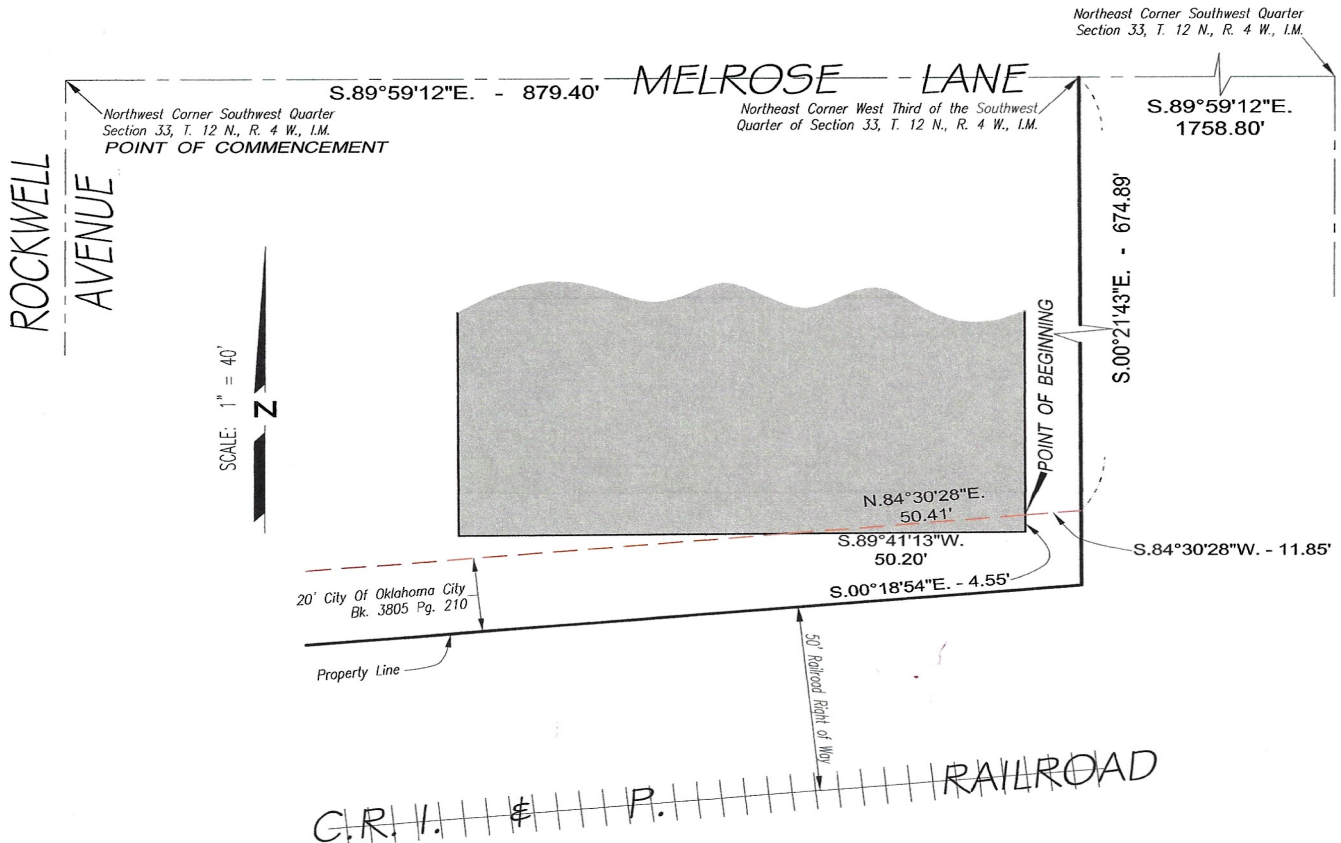 Northeast Corner Southwest Quarter
Section 33, T. 12 N., R. 4 W., I.M.
MELROSE LANE
S.89°59'12"E. - 879.40'
Northwest Corner Southwest Quarter
Section 33, T. 12 N., R. 4 W., I.M.
POINT OF COMMENCEMENT
Northeast Corner West Third of the Southwest
Quarter of Section 33, T. 12 N., R. 4 W., I.M.
S.89°59'12"E.
1758.80'
ROCKWELL
AVENUE
S.00°21'43"E. - 674.89'
SCALE: 1" = 40'
N
POINT OF BEGINNING
N.84°30'28"E.
50.41'
S.89°41'13"W.
50.20'
S.84°30'28"W. - 11.85'
S.00°18'54"E. - 4.55'
20' City Of Oklahoma City
Bk. 3805 Pg. 210
Property Line
50' Railroad Right of Way
C.R. I. & P. RAILROAD